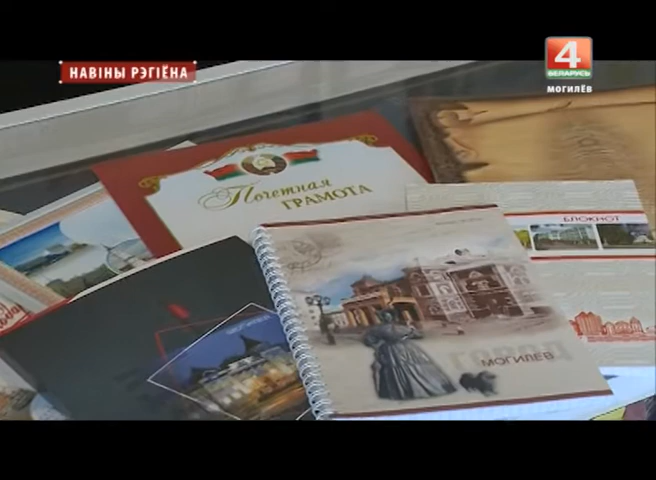 НАВІНЫ РЭГІЁНА
4
БЕЛАРУСЬ
МОГИЛЁВ
Почетная
ГРАМОТА
БЛОКНОТ
ГОРОД
МОГИЛЕВ